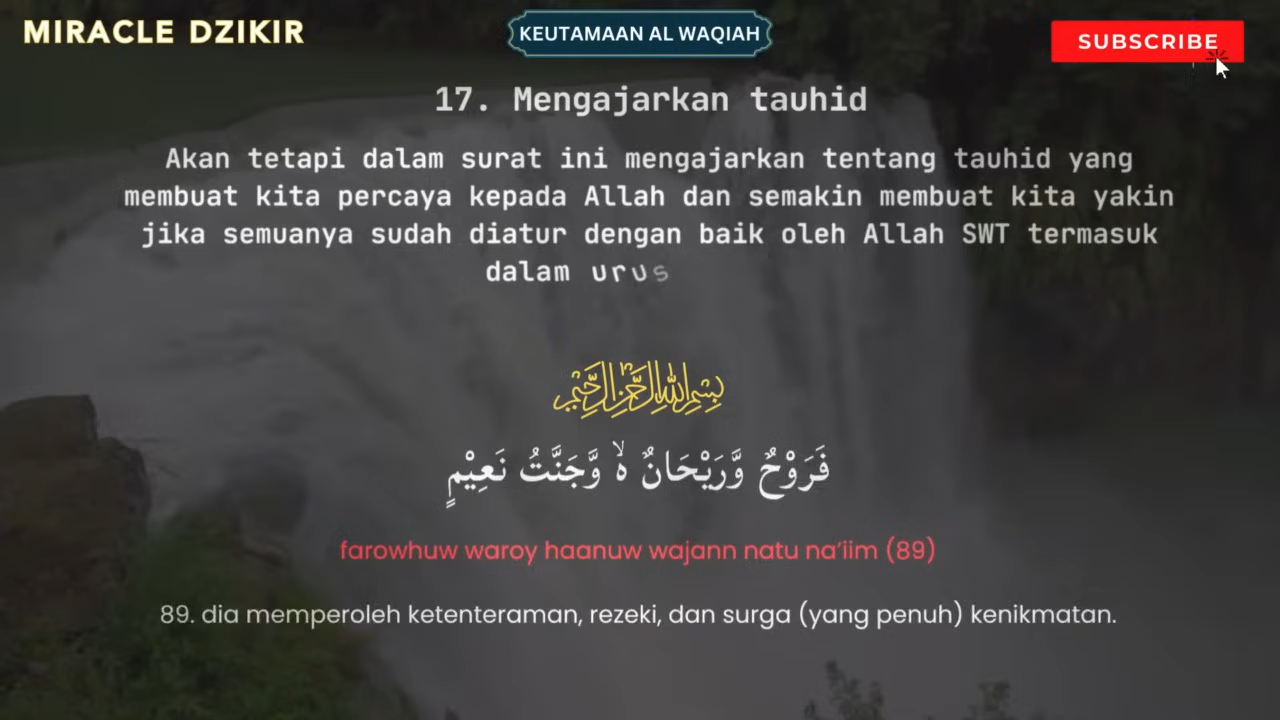 MIRACLE DZIKIR
KEUTAMAAN AL WAQIAH
SUBSCRIBE
17. Mengajarkan tauhid
Akan tetapi dalam surat ini mengajarkan tentang tauhid yang
membuat kita percaya kepada Allah dan semakin membuat kita yakin
jika semuanya sudah diatur dengan baik oleh Allah SWT termasuk
dalam urus
بِسْمِ اللهِ الرَّحْمٰنِ الرَّحِيْمِ
فَرَوْحٌ وَّرَيْحَانٌ ەۙ وَّجَنَّتُ نَعِيْمٍ
farowhuw waroy haanuw wajann natu na’iim (89)
89. dia memperoleh ketenteraman, rezeki, dan surga (yang penuh) kenikmatan.